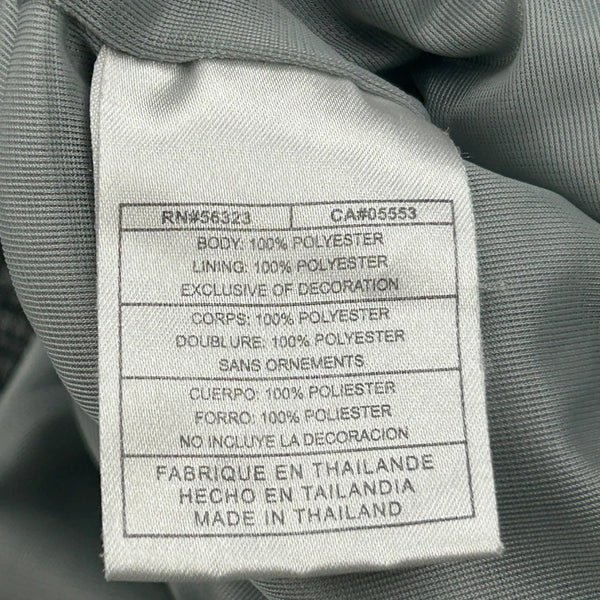 RN#56323 CA#05553
BODY: 100% POLYESTER
LINING: 100% POLYESTER
EXCLUSIVE OF DECORATION
CORPS: 100% POLYESTER
DOUBLURE: 100% POLYESTER
SANS ORNEMENTS
CUERPO: 100% POLIESTER
FORRO: 100% POLIESTER
NO INCLUYE LA DECORACION
FABRIQUE EN THAILANDE
HECHO EN TAILANDIA
MADE IN THAILAND